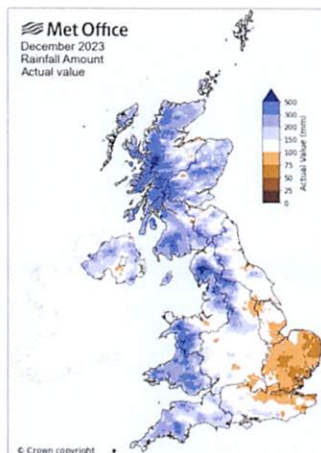 Met Office
December 2023
Rainfall Amount
Actual value
500
300
200
150
100
75
50
25
0
Actual Value (mm)
© Crown copyright